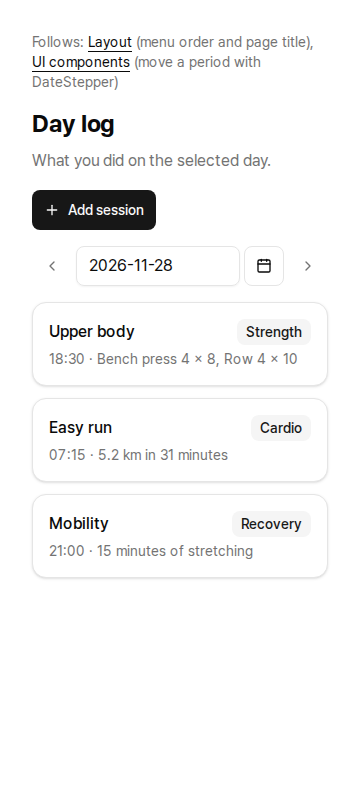 Follows: Layout (menu order and page title),
UI components (move a period with
DateStepper)
Day log
What you did on the selected day.
Add session
2026-11-28
Upper body
Strength
18:30 · Bench press 4 × 8, Row 4 × 10
Easy run
Cardio
07:15 · 5.2 km in 31 minutes
Mobility
Recovery
21:00 · 15 minutes of stretching